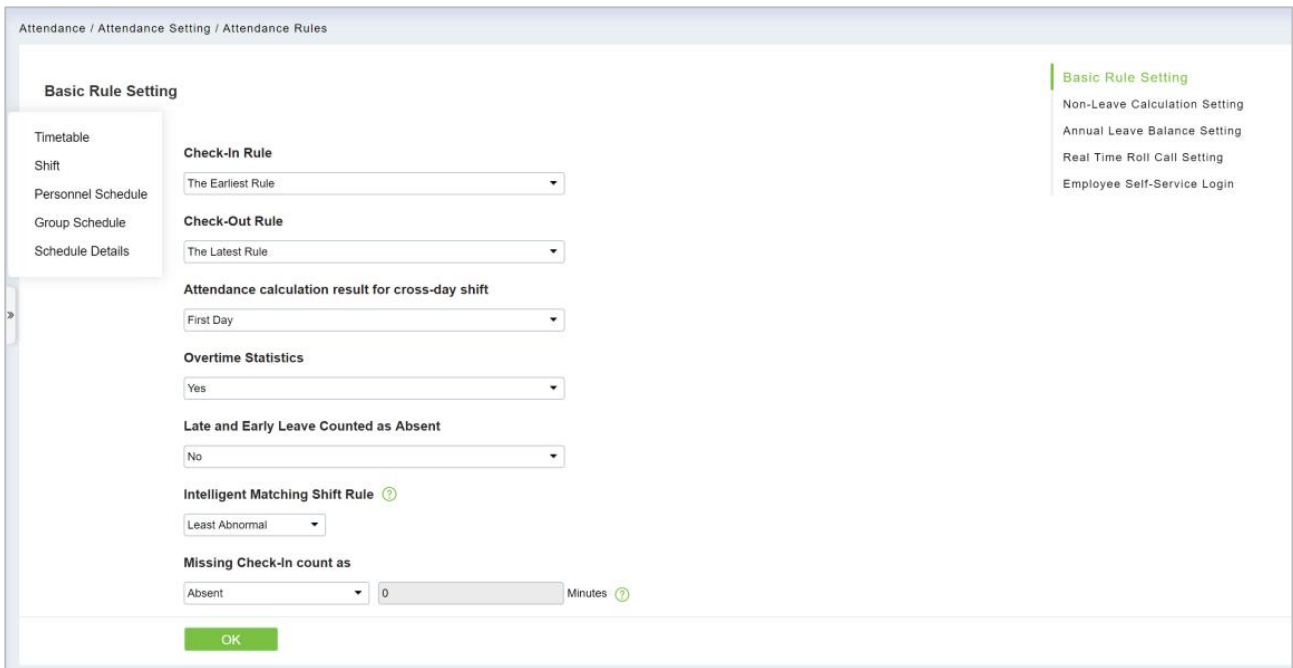 Attendance / Attendance Setting / Attendance Rules
Basic Rule Setting
Timetable
Shift
Personnel Schedule
Group Schedule
Schedule Details
»
Check-In Rule
The Earliest Rule
Check-Out Rule
The Latest Rule
Attendance calculation result for cross-day shift
First Day
Overtime Statistics
Yes
Late and Early Leave Counted as Absent
No
Intelligent Matching Shift Rule ?
Least Abnormal
Missing Check-In count as
Absent 0 Minutes ?
OK
Basic Rule Setting
Non-Leave Calculation Setting
Annual Leave Balance Setting
Real Time Roll Call Setting
Employee Self-Service Login